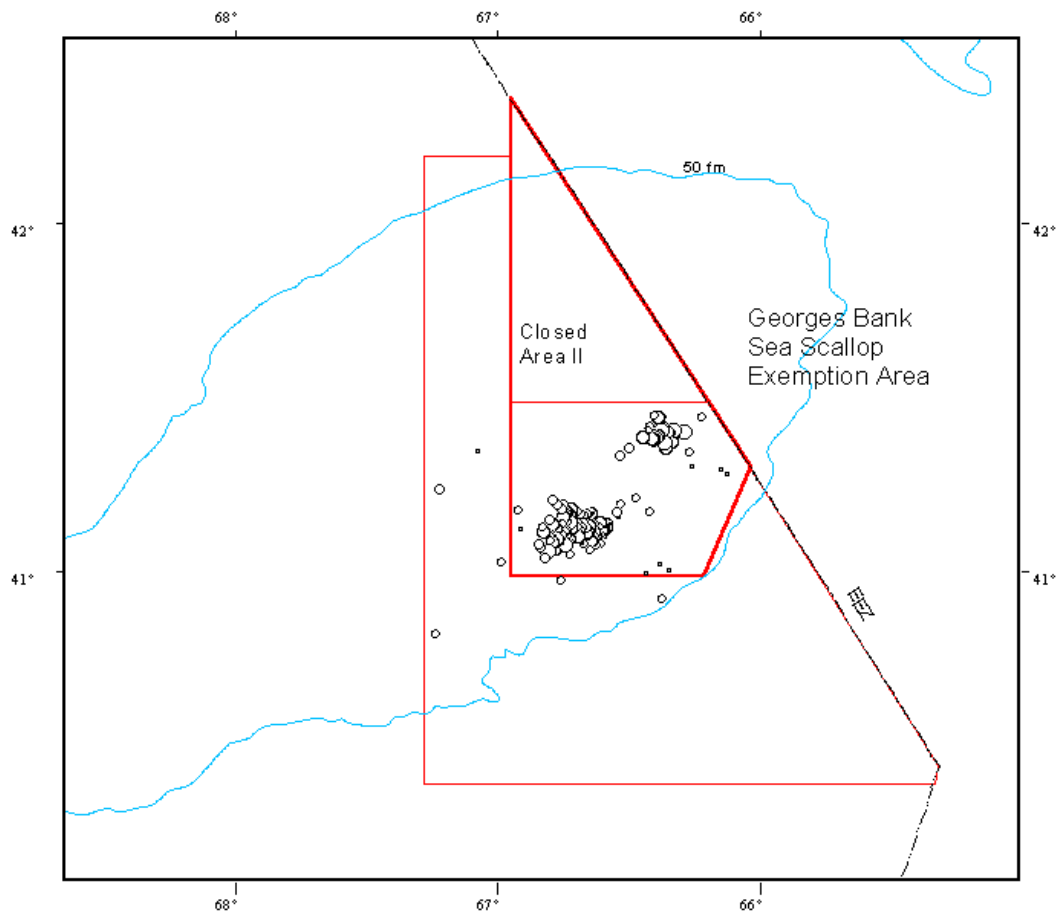 68° 67° 66°
50 fm
42° 42°
Georges Bank
Sea Scallop
Exemption Area
Closed
Area II
41° 41°
EEZ
68° 67° 66°